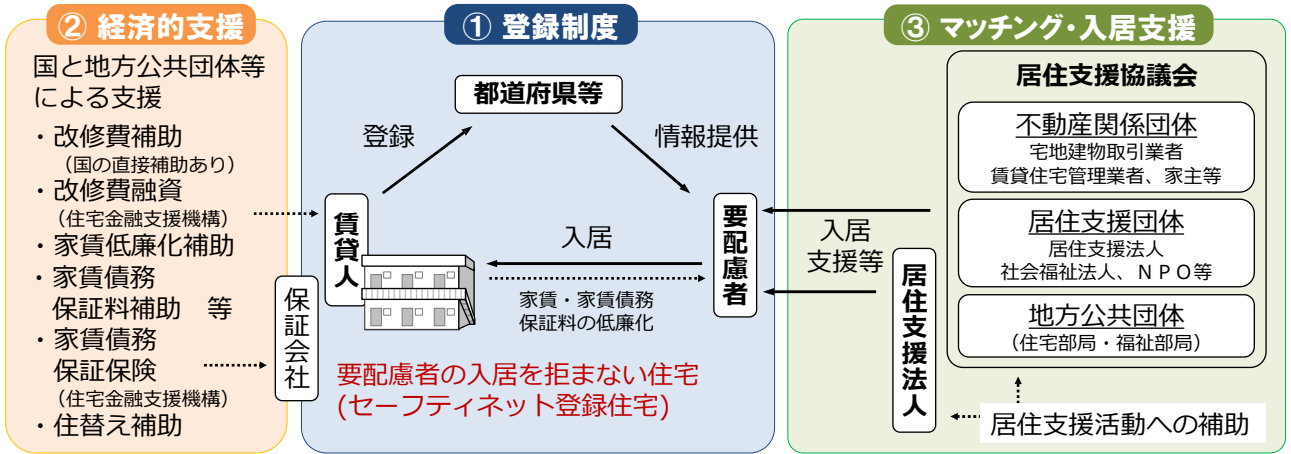 ② 経済的支援
国と地方公共団体等
による支援
・改修費補助
（国の直接補助あり）
・改修費融資
（住宅金融支援機構）
・家賃低廉化補助
・家賃債務
保証料補助　等
・家賃債務
保証保険
（住宅金融支援機構）
・住替え補助
保証会社
① 登録制度
都道府県等
登録
情報提供
賃貸人
要配慮者
入居
家賃・家賃債務
保証料の低廉化
要配慮者の入居を拒まない住宅
(セーフティネット登録住宅)
③ マッチング・入居支援
居住支援協議会
不動産関係団体
宅地建物取引業者
賃貸住宅管理業者、家主等
居住支援団体
居住支援法人
社会福祉法人、ＮＰＯ等
地方公共団体
（住宅部局・福祉部局）
入居
支援等
居住支援法人
居住支援活動への補助